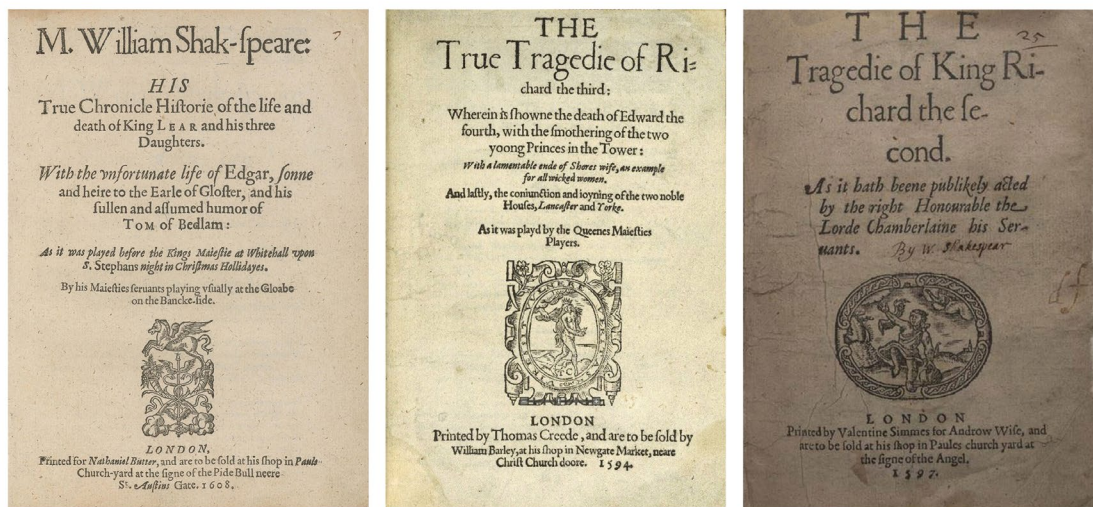 M. William Shak-ſpeare:
HIS
True Chronicle Hiſtorie of the life and
death of King LEAR and his three
Daughters.
With the vnfortunate life of Edgar, ſonne
and heire to the Earle of Gloſter, and his
ſullen and aſſumed humor of
TOM of Bedlam:
As it was played before the Kings Maieſtie at Whitehall vpon
S. Stephans night in Chriſtmas Hollidayes.
By his Maieſties ſeruants playing vſually at the Gloabe
on the Bancke-ſide.
LONDON,
Printed for Nathaniel Butter, and are to be ſold at his ſhop in Pauls
Church-yard at the ſigne of the Pide Bull neere
St. Auſtins Gate. 1608.
THE
True Tragedie of Ri=
chard the third:
Wherein is ſhowne the death of Edward the
fourth, with the ſmothering of the two
yoong Princes in the Tower:
With a lamentable ende of Shores wife, an example
for all wicked women.
And laſtly, the coniunction and ioyning of the two noble
Houſes, Lancaſter and Yorke.
As it was playd by the Queenes Maieſties
Players.
LONDON
Printed by Thomas Creede, and are to be ſold by
William Barley, at his ſhop in Newgate Market, neare
Chriſt Church doore. 1594.
THE
25
Tragedie of King Ri-
chard the ſe-
cond.
As it hath beene publikely acted
by the right Honourable the
Lorde Chamberlaine his Ser-
uants. By W. Shakespear
LONDON
Printed by Valentine Simmes for Androw Wiſe, and
are to be ſold at his ſhop in Paules church yard at
the ſigne of the Angel.
1597.